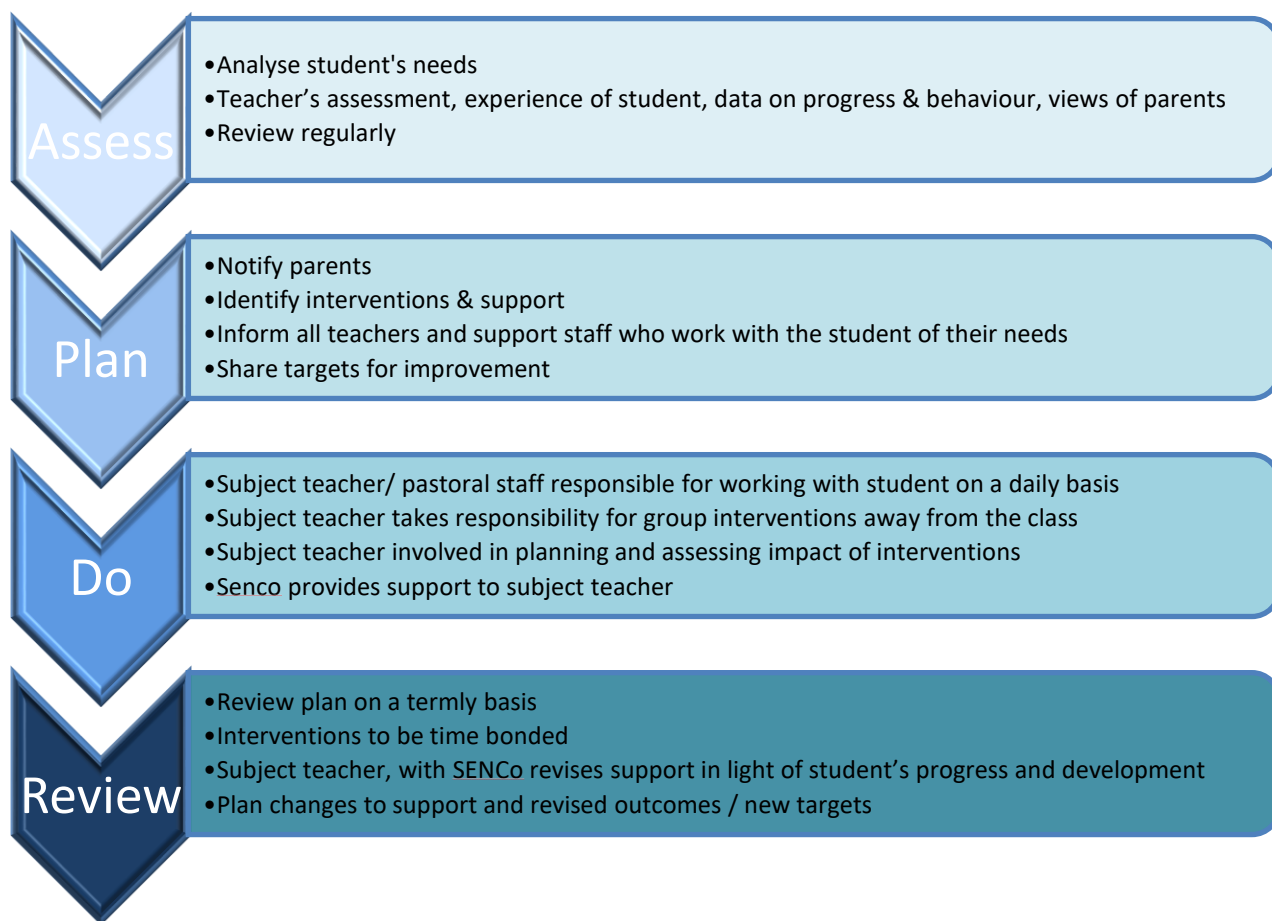 Assess
•Analyse student's needs
•Teacher’s assessment, experience of student, data on progress & behaviour, views of parents
•Review regularly
Plan
•Notify parents
•Identify interventions & support
•Inform all teachers and support staff who work with the student of their needs
•Share targets for improvement
Do
•Subject teacher/ pastoral staff responsible for working with student on a daily basis
•Subject teacher takes responsibility for group interventions away from the class
•Subject teacher involved in planning and assessing impact of interventions
•Senco provides support to subject teacher
Review
•Review plan on a termly basis
•Interventions to be time bonded
•Subject teacher, with SENCo revises support in light of student’s progress and development
•Plan changes to support and revised outcomes / new targets